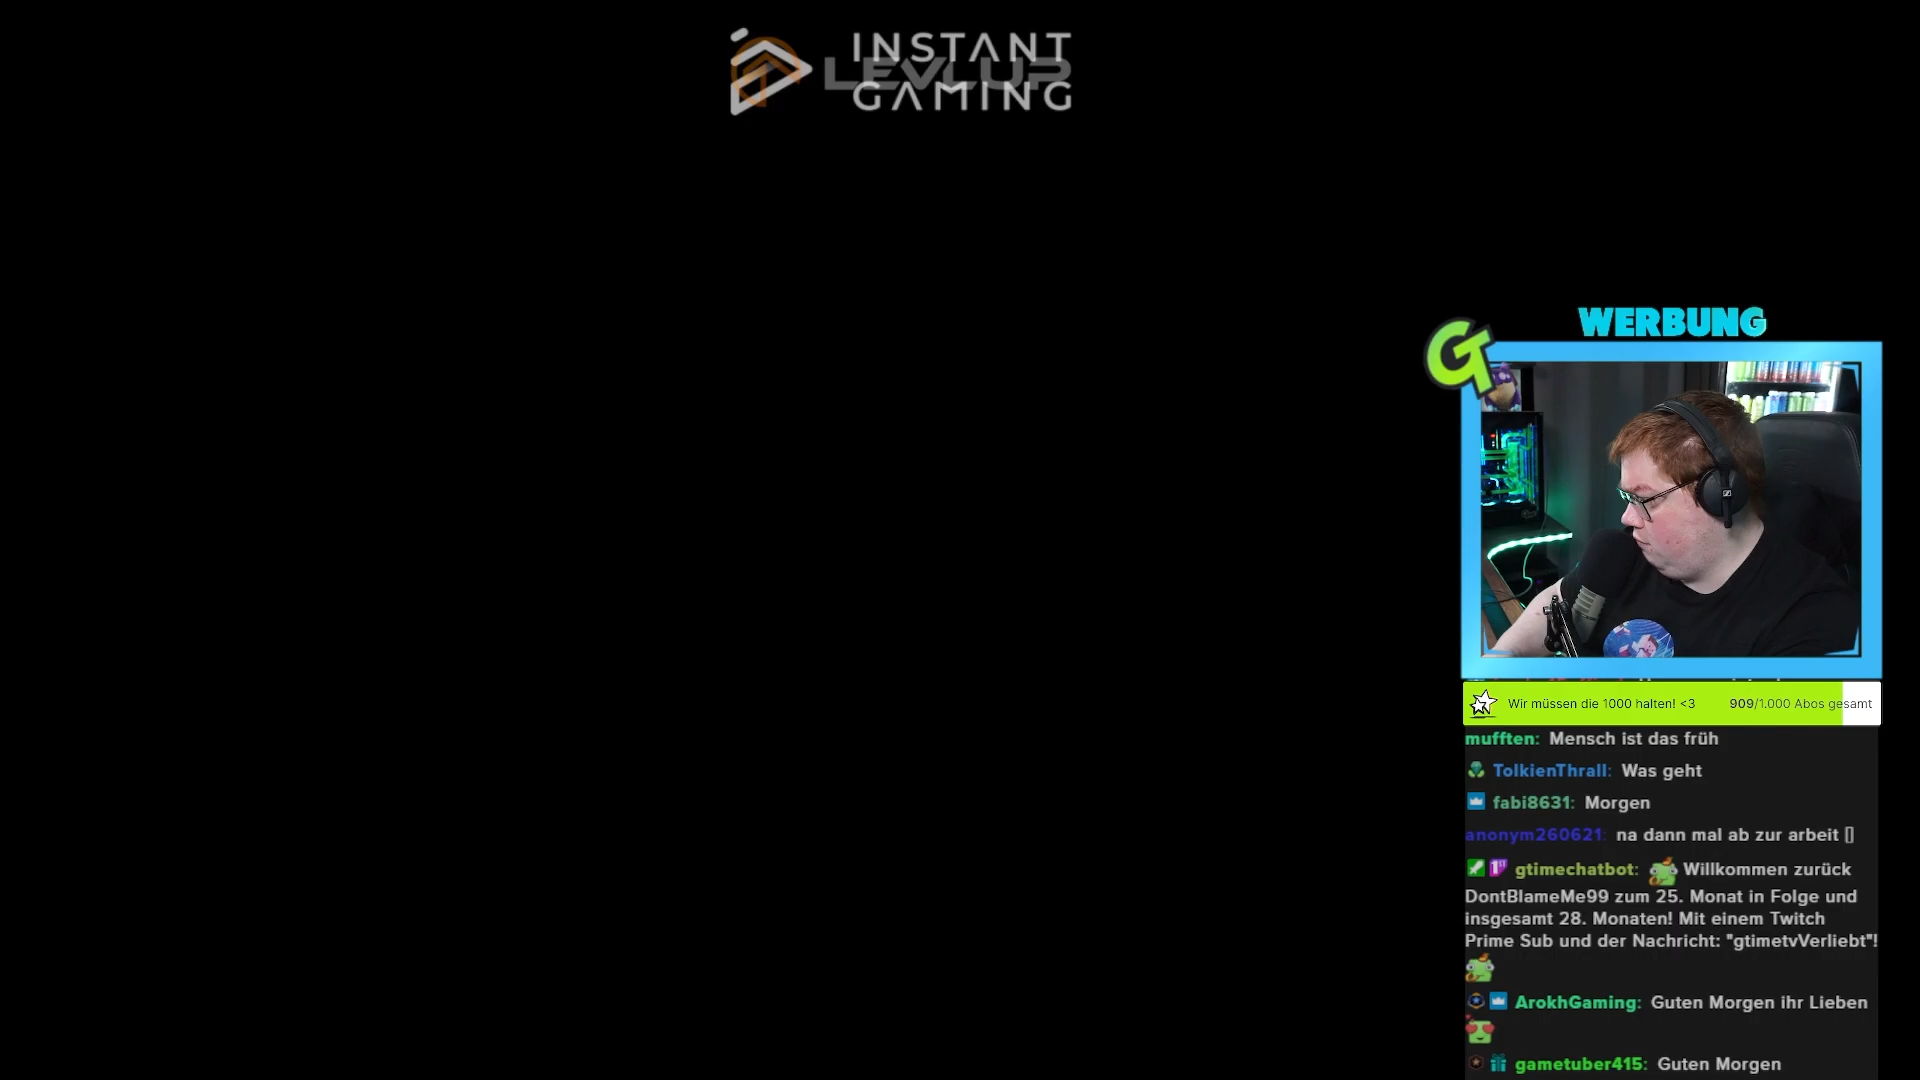 INSTANT
LEVLUP
GAMING
WERBUNG
G
Wir müssen die 1000 halten! <3 909/1.000 Abos gesamt
mufften: Mensch ist das früh
TolkienThrall: Was geht
fabi8631: Morgen
anonym260621: na dann mal ab zur arbeit []
gtimechatbot: Willkommen zurück
DontBlameMe99 zum 25. Monat in Folge und
insgesamt 28. Monaten! Mit einem Twitch
Prime Sub und der Nachricht: "gtimetvVerliebt"!
ArokhGaming: Guten Morgen ihr Lieben
gametuber415: Guten Morgen